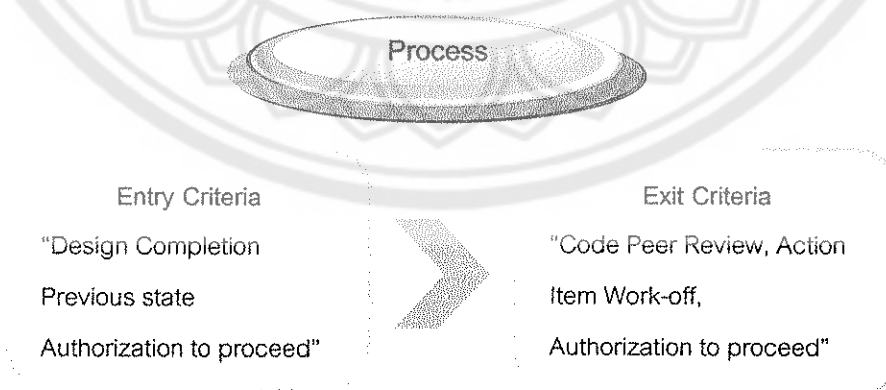 Process
Entry Criteria
“Design Completion
Previous state
Authorization to proceed”
Exit Criteria
“Code Peer Review, Action
Item Work-off,
Authorization to proceed”